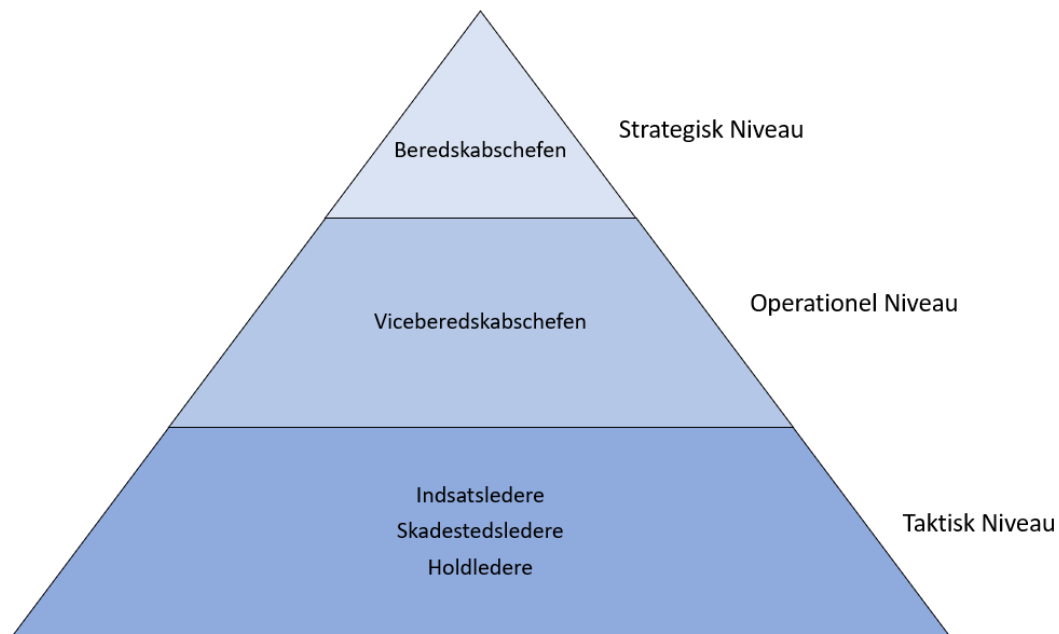 Strategisk Niveau
Beredskabschefen
Operationel Niveau
Viceberedskabschefen
Indsatsledere
Skadestedsledere
Taktisk Niveau
Holdledere